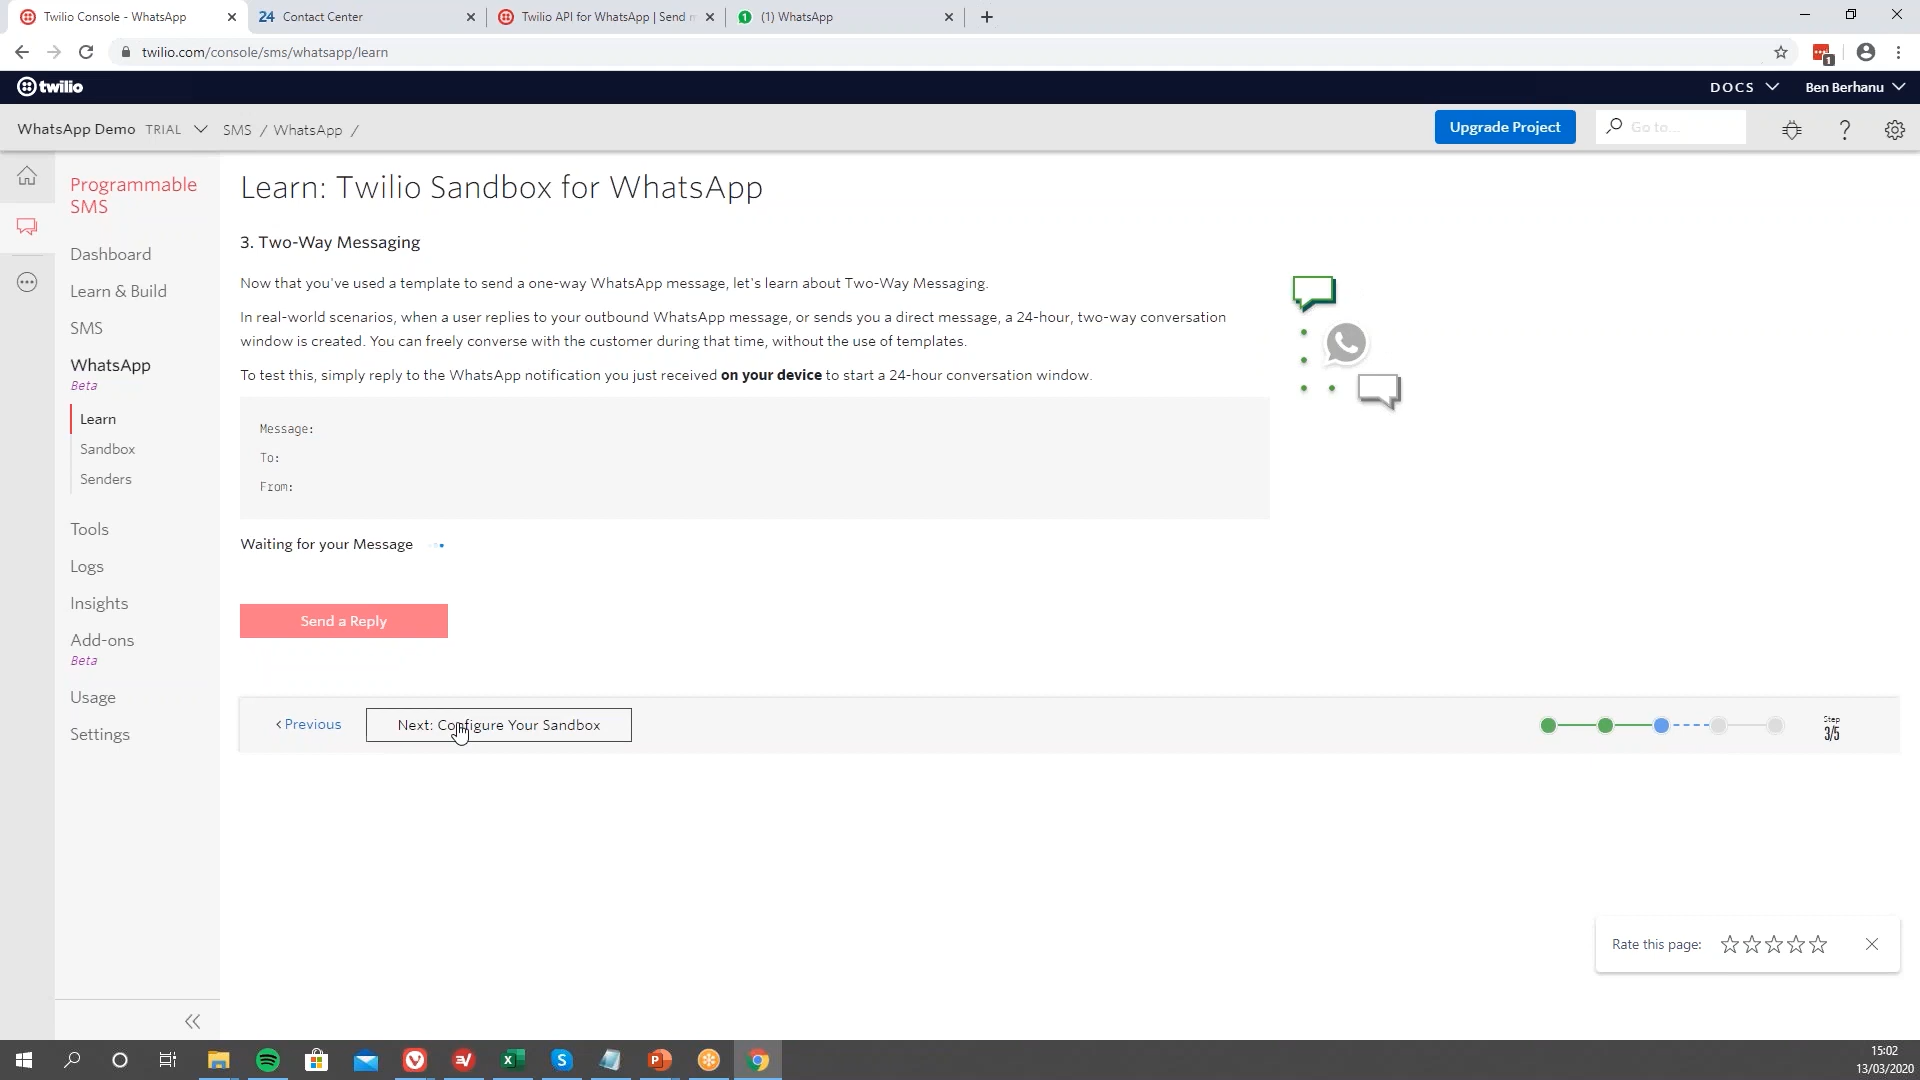 Twilio Console - WhatsApp
24 Contact Center
Twilio API for WhatsApp | Send
1 (1) WhatsApp
twilio.com/console/sms/whatsapp/learn
1
twilio
DOCS
Ben Berhanu
WhatsApp Demo TRIAL SMS / WhatsApp /
Upgrade Project
Go to...
?
Programmable
SMS
Dashboard
Learn & Build
SMS
WhatsApp
Beta
Learn
Sandbox
Senders
Tools
Logs
Insights
Add-ons
Beta
Usage
Settings
Learn: Twilio Sandbox for WhatsApp
3. Two-Way Messaging
Now that you've used a template to send a one-way WhatsApp message, let's learn about Two-Way Messaging.
In real-world scenarios, when a user replies to your outbound WhatsApp message, or sends you a direct message, a 24-hour, two-way conversation
window is created. You can freely converse with the customer during that time, without the use of templates.
To test this, simply reply to the WhatsApp notification you just received on your device to start a 24-hour conversation window.
Message:
To:
From:
Waiting for your Message
Send a Reply
< Previous
Next: Configure Your Sandbox
Step
3/5
Rate this page:
15:02
13/03/2020